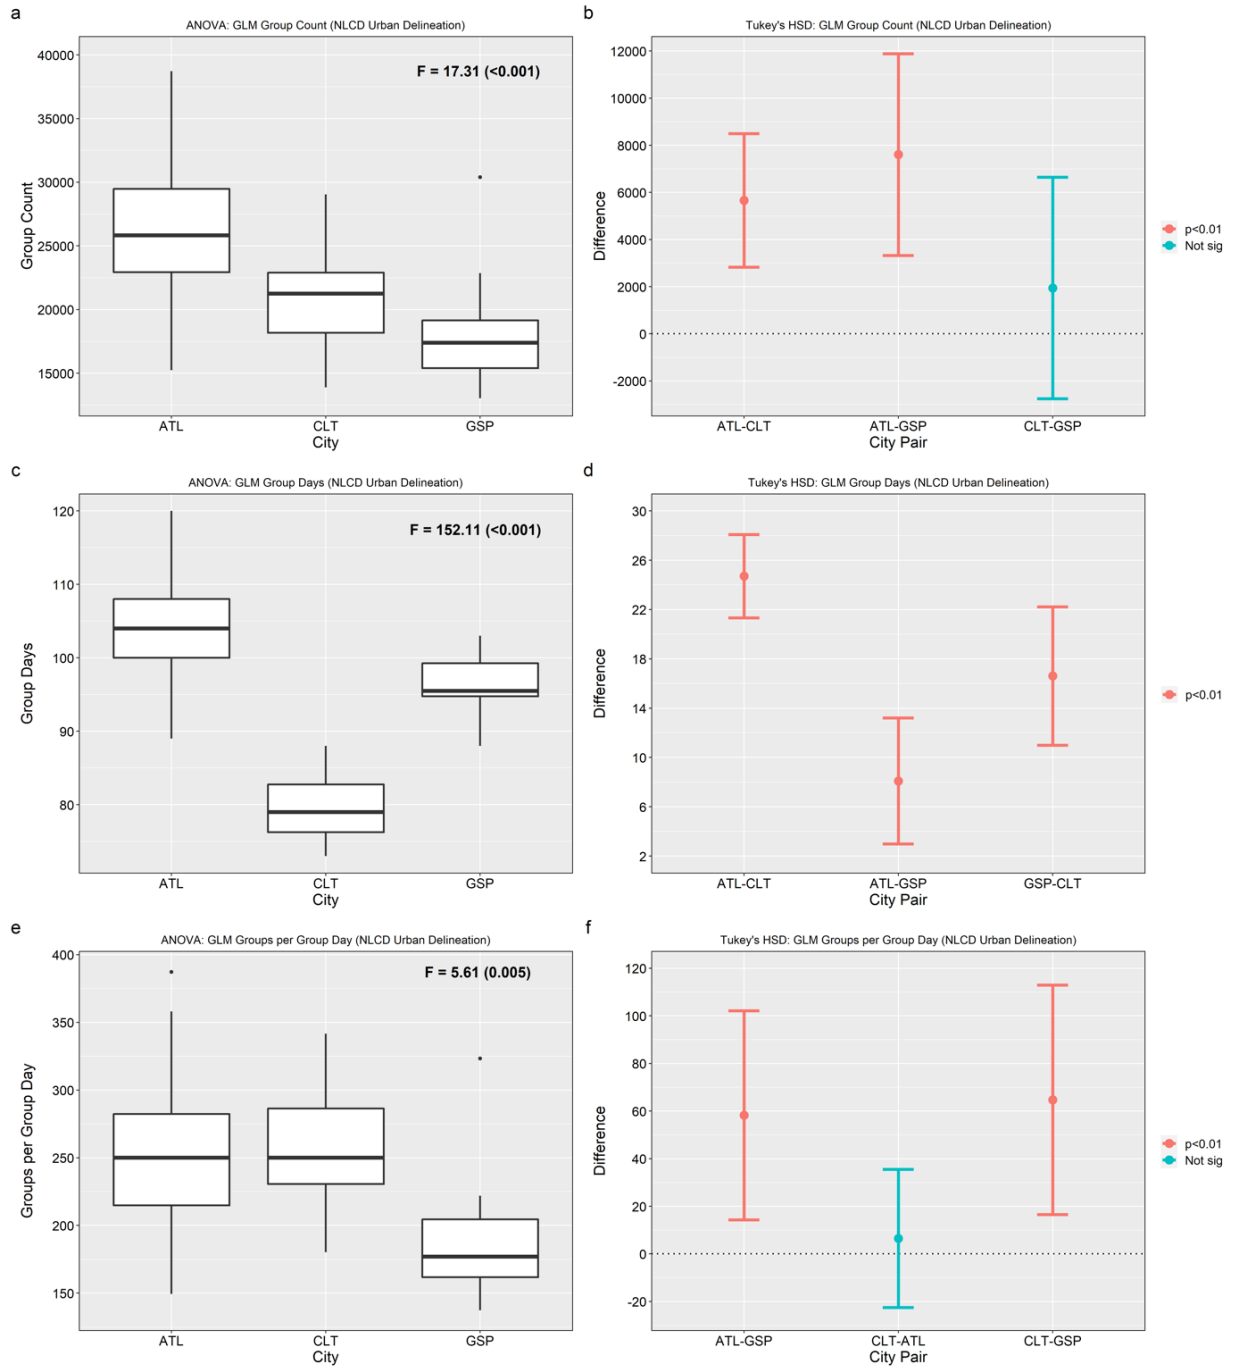 a
ANOVA: GLM Group Count (NLCD Urban Delineation)
F = 17.31 (<0.001)
Group Count
40000
35000
30000
25000
20000
15000
ATL CLT GSP
City
b
Tukey's HSD: GLM Group Count (NLCD Urban Delineation)
Difference
12000
10000
8000
6000
4000
2000
0
-2000
ATL-CLT ATL-GSP CLT-GSP
City Pair
p<0.01
Not sig
c
ANOVA: GLM Group Days (NLCD Urban Delineation)
F = 152.11 (<0.001)
Group Days
120
110
100
90
80
ATL CLT GSP
City
d
Tukey's HSD: GLM Group Days (NLCD Urban Delineation)
Difference
30
26
22
18
14
10
6
2
ATL-CLT ATL-GSP GSP-CLT
City Pair
p<0.01
e
ANOVA: GLM Groups per Group Day (NLCD Urban Delineation)
F = 5.61 (0.005)
Groups per Group Day
400
350
300
250
200
150
ATL CLT GSP
City
f
Tukey's HSD: GLM Groups per Group Day (NLCD Urban Delineation)
Difference
120
100
80
60
40
20
0
-20
ATL-GSP CLT-ATL CLT-GSP
City Pair
p<0.01
Not sig